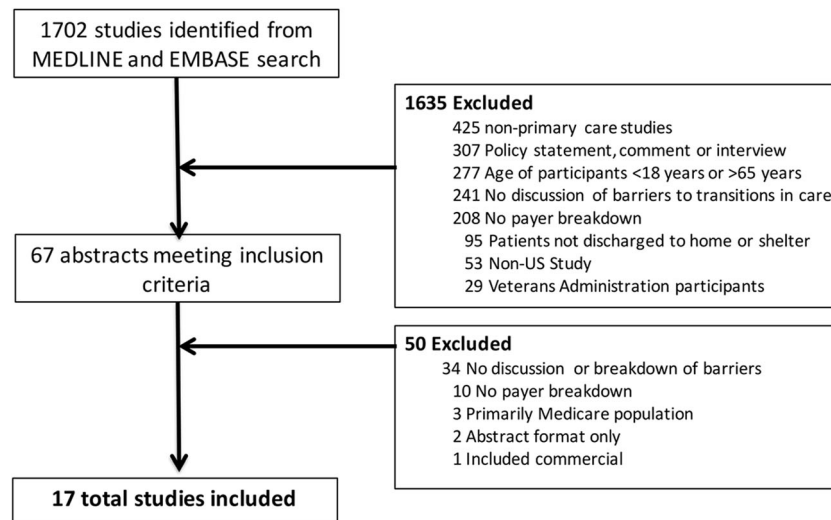 1702 studies identified from
MEDLINE and EMBASE search
1635 Excluded
425 non-primary care studies
307 Policy statement, comment or interview
277 Age of participants <18 years or >65 years
241 No discussion of barriers to transitions in care
208 No payer breakdown
95 Patients not discharged to home or shelter
53 Non-US Study
29 Veterans Administration participants
67 abstracts meeting inclusion
criteria
50 Excluded
34 No discussion or breakdown of barriers
10 No payer breakdown
3 Primarily Medicare population
2 Abstract format only
1 Included commercial
17 total studies included